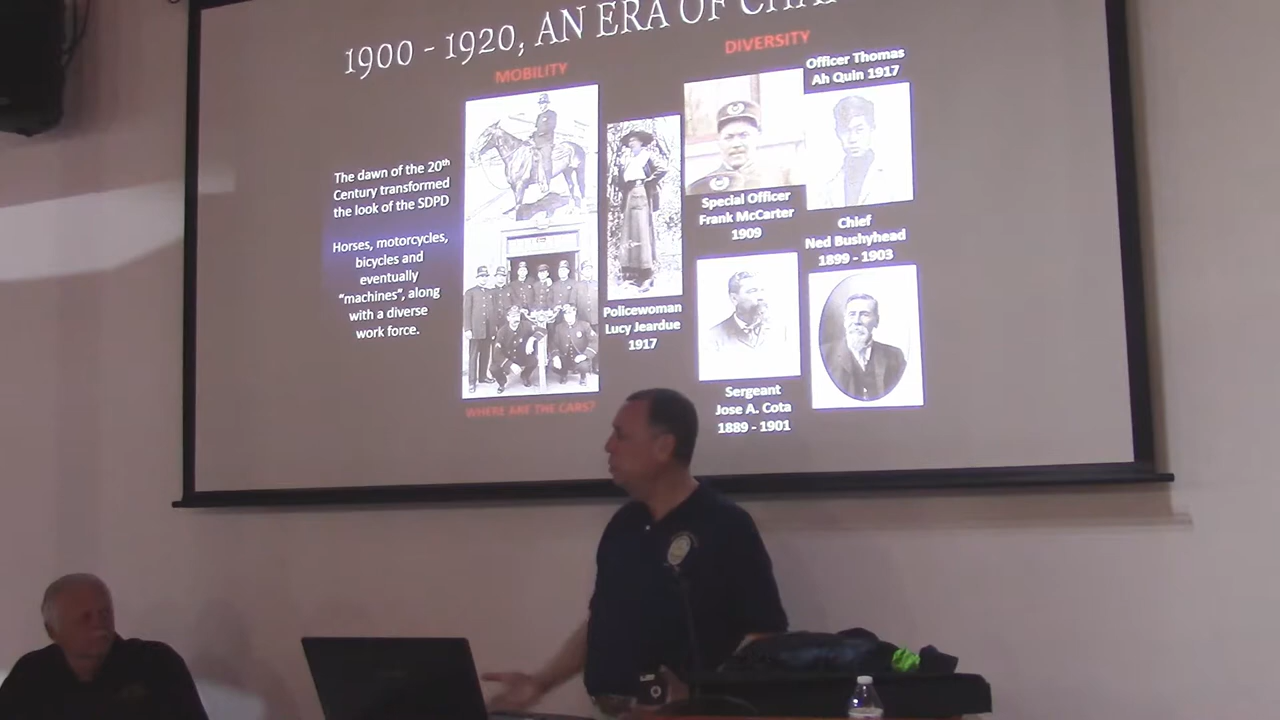 1900 - 1920, AN ERA OF
MOBILITY
DIVERSITY
The dawn of the 20th
Century transformed
the look of the SDPD
Horses, motorcycles,
bicycles and
eventually
"machines", along
with a diverse
work force.
WHERE ARE THE CARS?
Policewoman
Lucy Jeardue
1917
Special Officer
Frank McCarter
1909
Officer Thomas
Ah Quin 1917
Sergeant
Jose A. Cota
1889 - 1901
Chief
Ned Bushyhead
1899 - 1903